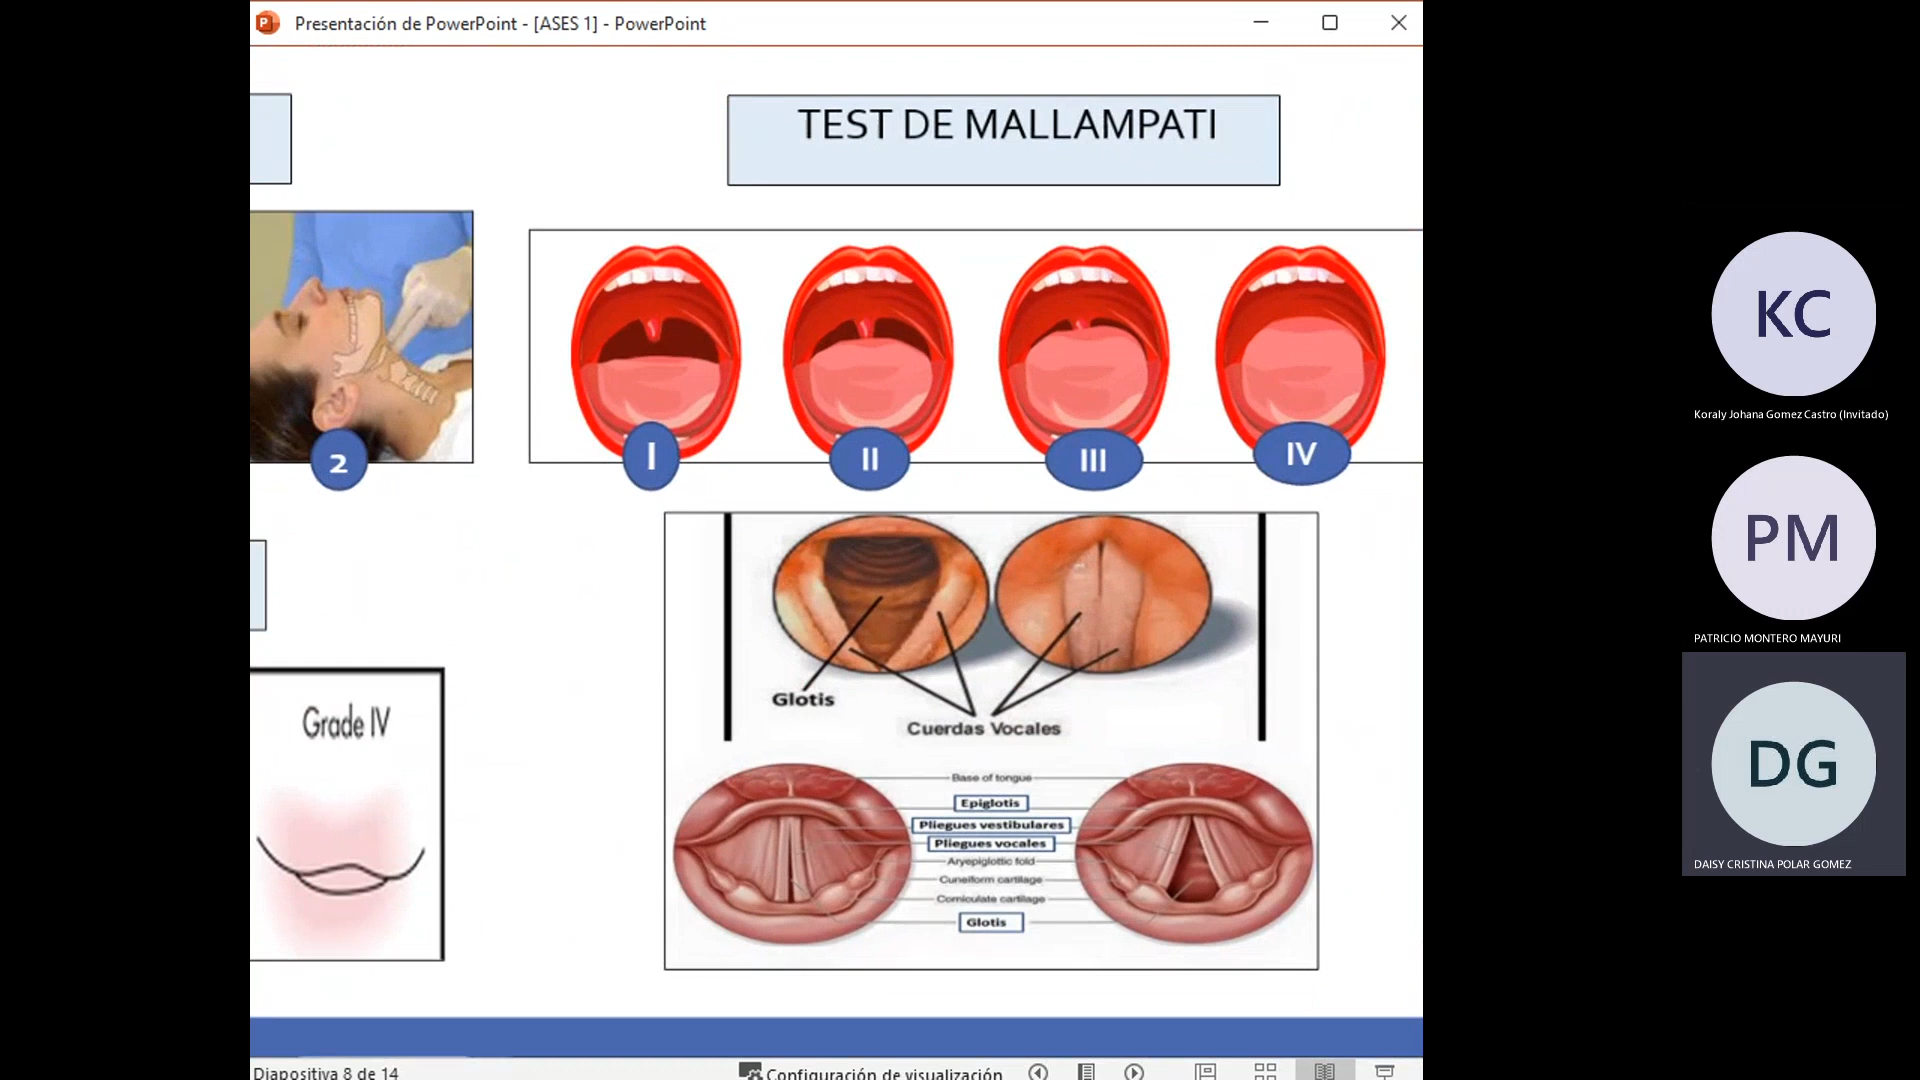 Presentación de PowerPoint - [ASES 1] - PowerPoint
TEST DE MALLAMPATI
2
I
II
III
IV
Glotis
Cuerdas Vocales
Grade IV
Base of tongue
Epiglotis
Pliegues vestibulares
Pliegues vocales
Aryepiglottic fold
Cuneiform cartilage
Corniculate cartilage
Glotis
Diapositiva 8 de 14
Configuración de visualización
KC
Koraly Johana Gomez Castro (Invitado)
PM
PATRICIO MONTERO MAYURI
DG
DAISY CRISTINA POLAR GOMEZ